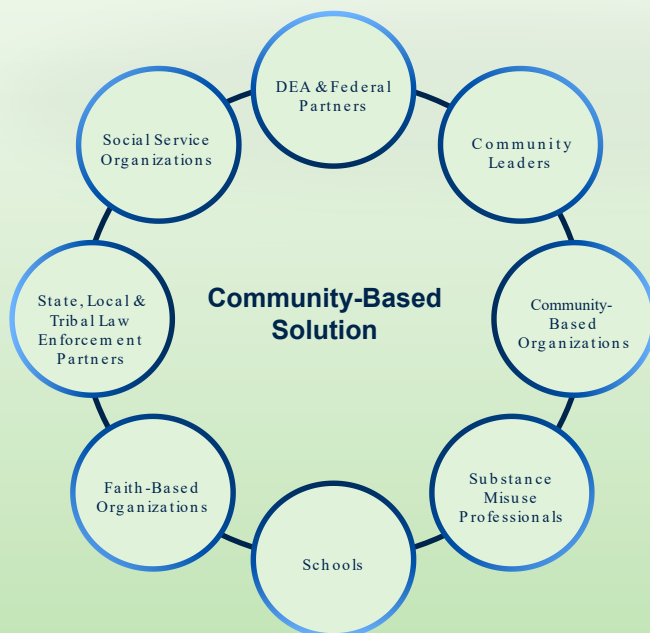 DEA & Federal
Partners
Community
Leaders
Community-
Based
Organizations
Substance
Misuse
Professionals
Schools
Faith-Based
Organizations
State, Local &
Tribal Law
Enforcement
Partners
Social Service
Organizations
Community-Based
Solution